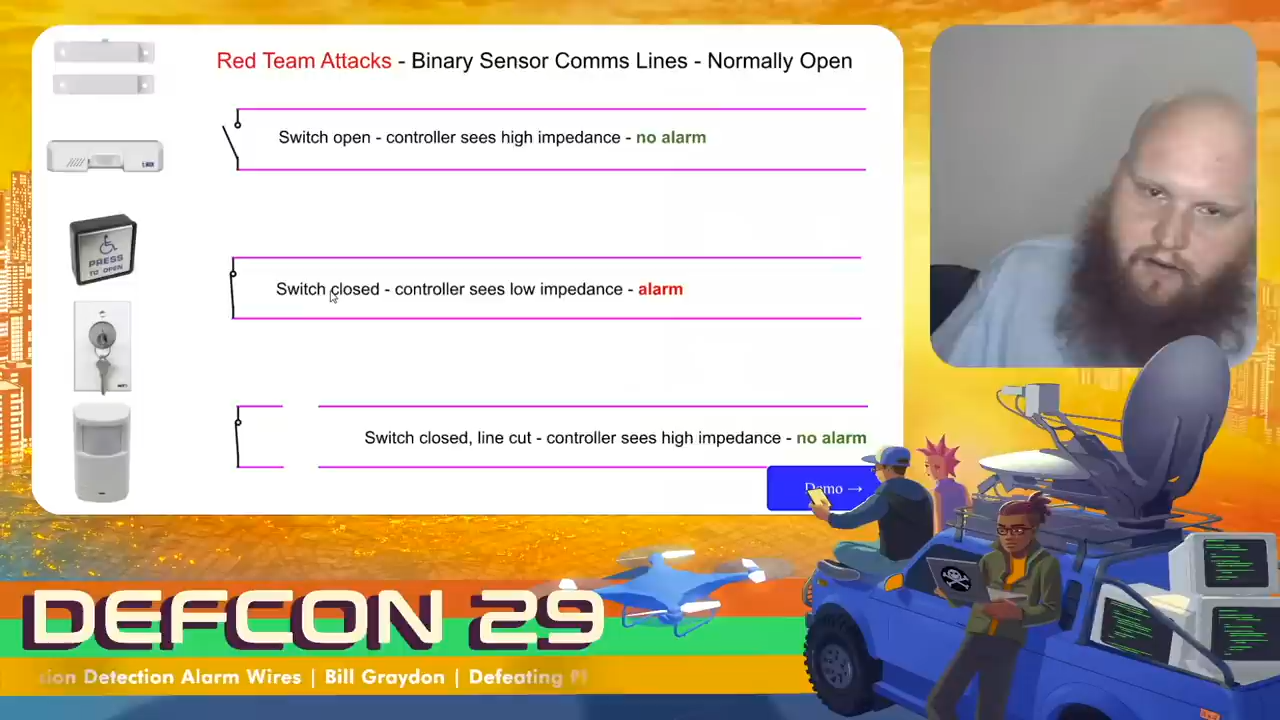 Red Team Attacks - Binary Sensor Comms Lines - Normally Open
Switch open - controller sees high impedance - no alarm
PRESS
TO OPEN
Switch closed - controller sees low impedance - alarm
Switch closed, line cut - controller sees high impedance - no alarm
Demo →
DEFCON 29
ion Detection Alarm Wires | Bill Graydon | Defeating P